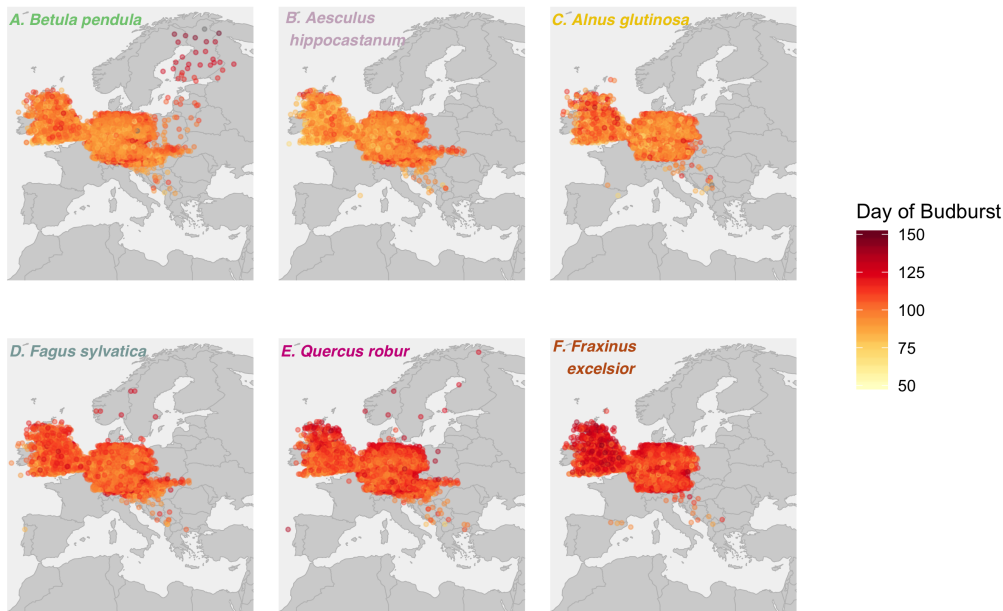 A. Betula pendula
B. Aesculus
hippocastanum
C. Alnus glutinosa
Day of Budburst
150
125
100
75
50
D. Fagus sylvatica
E. Quercus robur
F. Fraxinus
excelsior